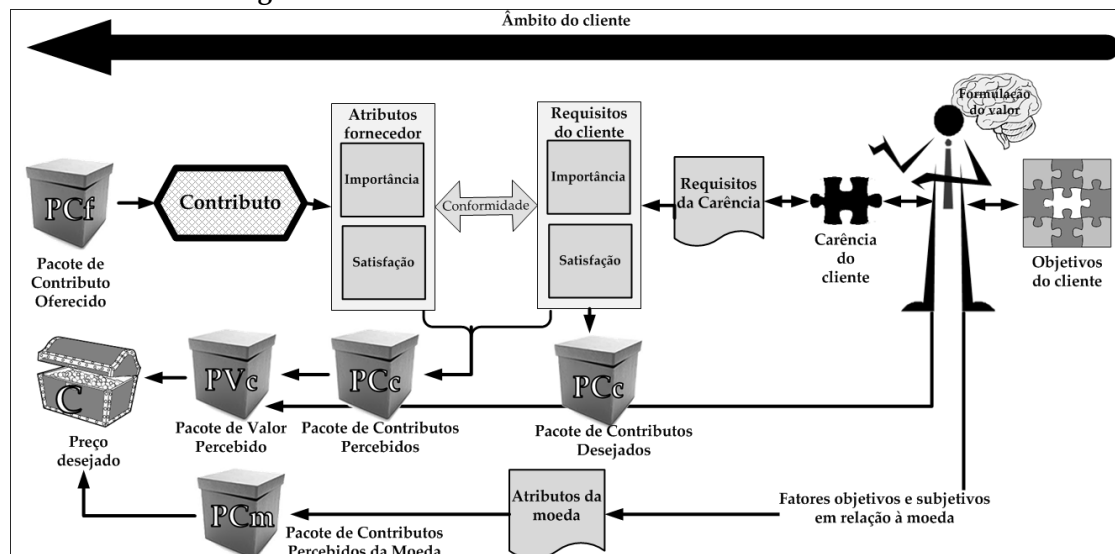 Âmbito do cliente
Formulação
do valor
Atributos
fornecedor
Requisitos
do cliente
Importância
Importância
PCf
Contributo
Conformidade
Requisitos
da Carência
Satisfação
Satisfação
Carência
do
cliente
Objetivos
do cliente
Pacote de
Contributo
Oferecido
C
PVc
PCc
PCc
Preço
desejado
Pacote de Valor
Percebido
Pacote de Contributos
Percebidos
Pacote de Contributos
Desejados
PCm
Atributos da
moeda
Fatores objetivos e subjetivos
em relação à moeda
Pacote de Contributos
Percebidos da Moeda